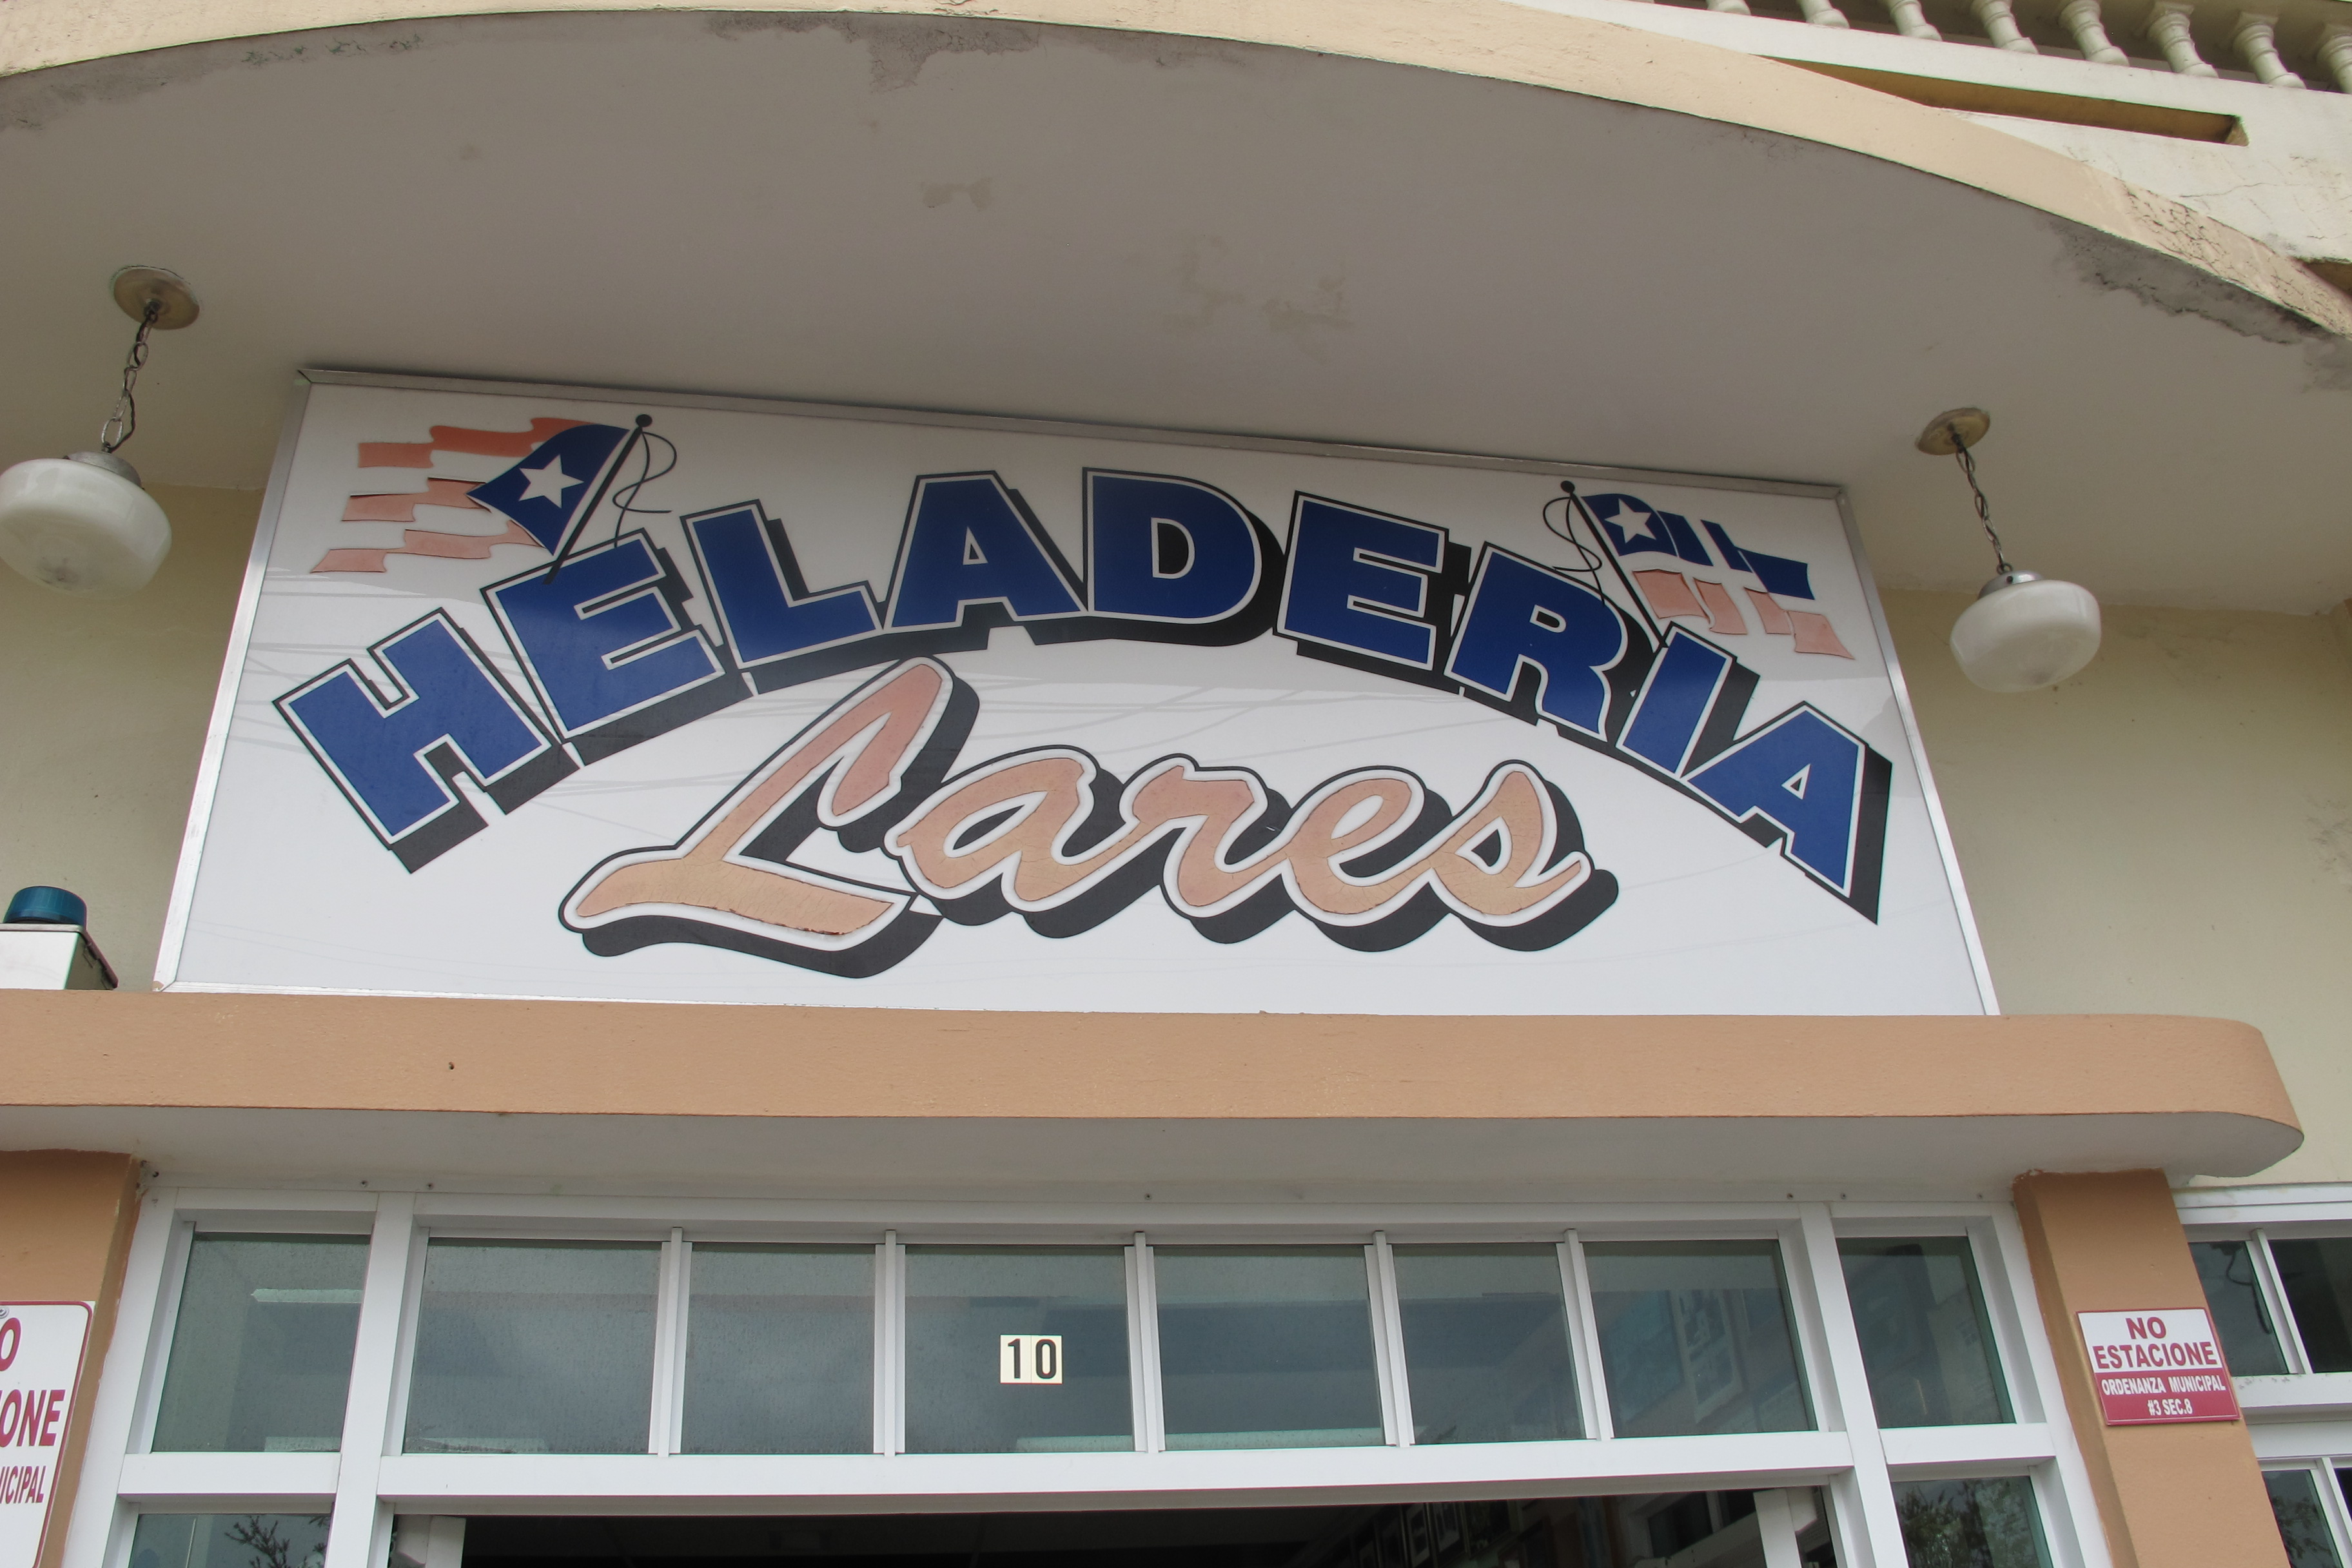 HELADERIA
Lares
10
NO
ESTACIONE
ORDENANZA MUNICIPAL
#3 SEC.8